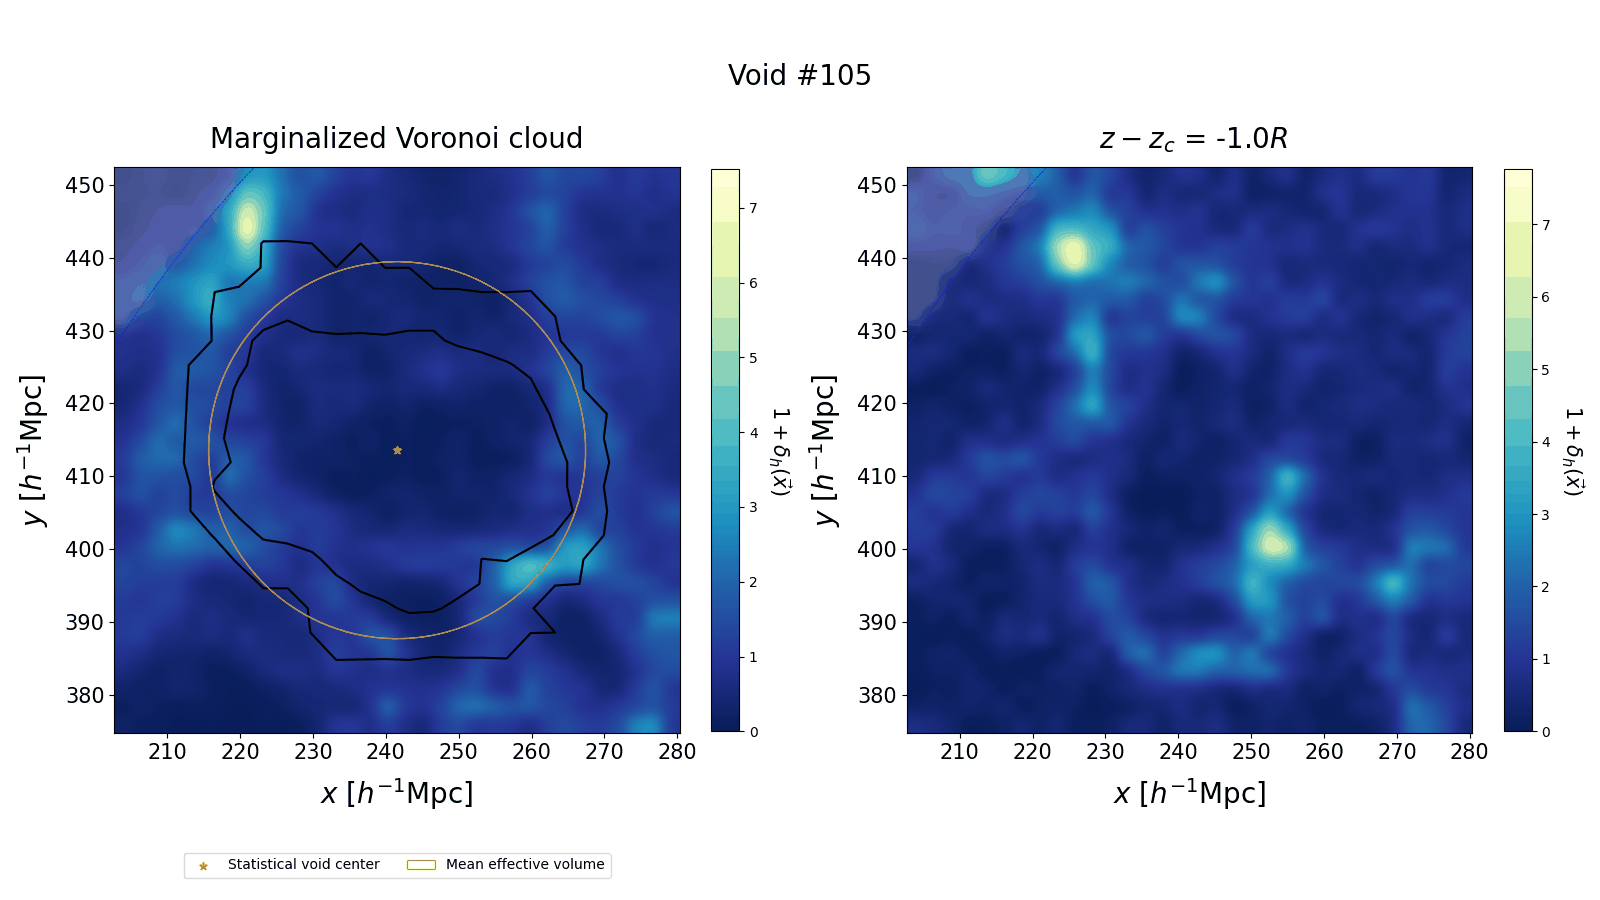 Void #105
Marginalized Voronoi cloud
z − z_c = -1.0R
450
440
430
420
410
400
390
380
y [h⁻¹Mpc]
210 220 230 240 250 260 270 280
x [h⁻¹Mpc]
7
6
5
4
3
2
1
0
1 + δ_h(x⃗)
450
440
430
420
410
400
390
380
y [h⁻¹Mpc]
210 220 230 240 250 260 270 280
x [h⁻¹Mpc]
7
6
5
4
3
2
1
0
1 + δ_h(x⃗)
Statistical void center
Mean effective volume